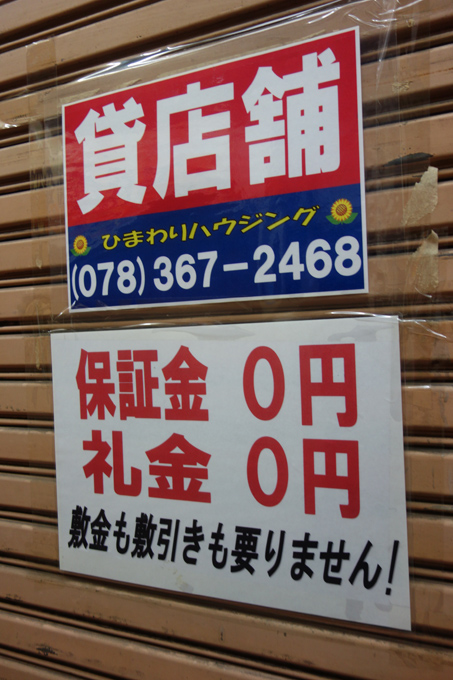 貸店舗
ひまわりハウジング
(078)367-2468
保証金 0円
礼金 0円
敷金も敷引きも要りません!